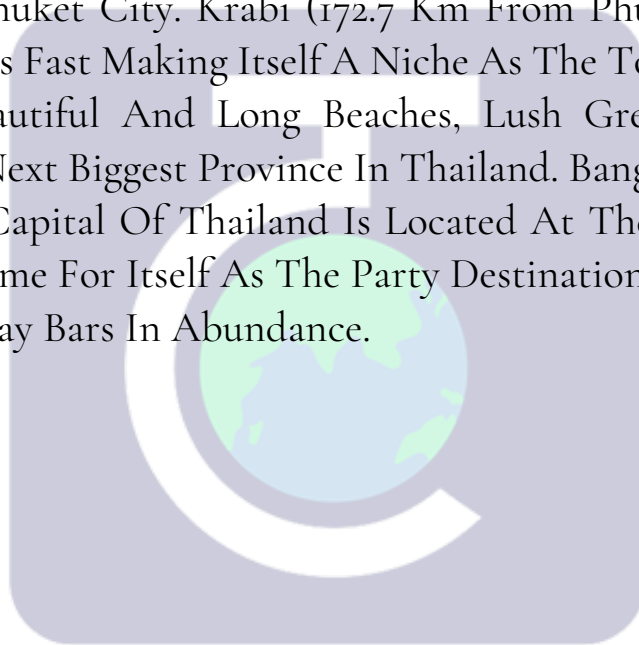 huket City. Krabi (172.7 Km From Phu
s Fast Making Itself A Niche As The To
autiful And Long Beaches, Lush Gre
Next Biggest Province In Thailand. Bang
Capital Of Thailand Is Located At The
me For Itself As The Party Destination
ay Bars In Abundance.